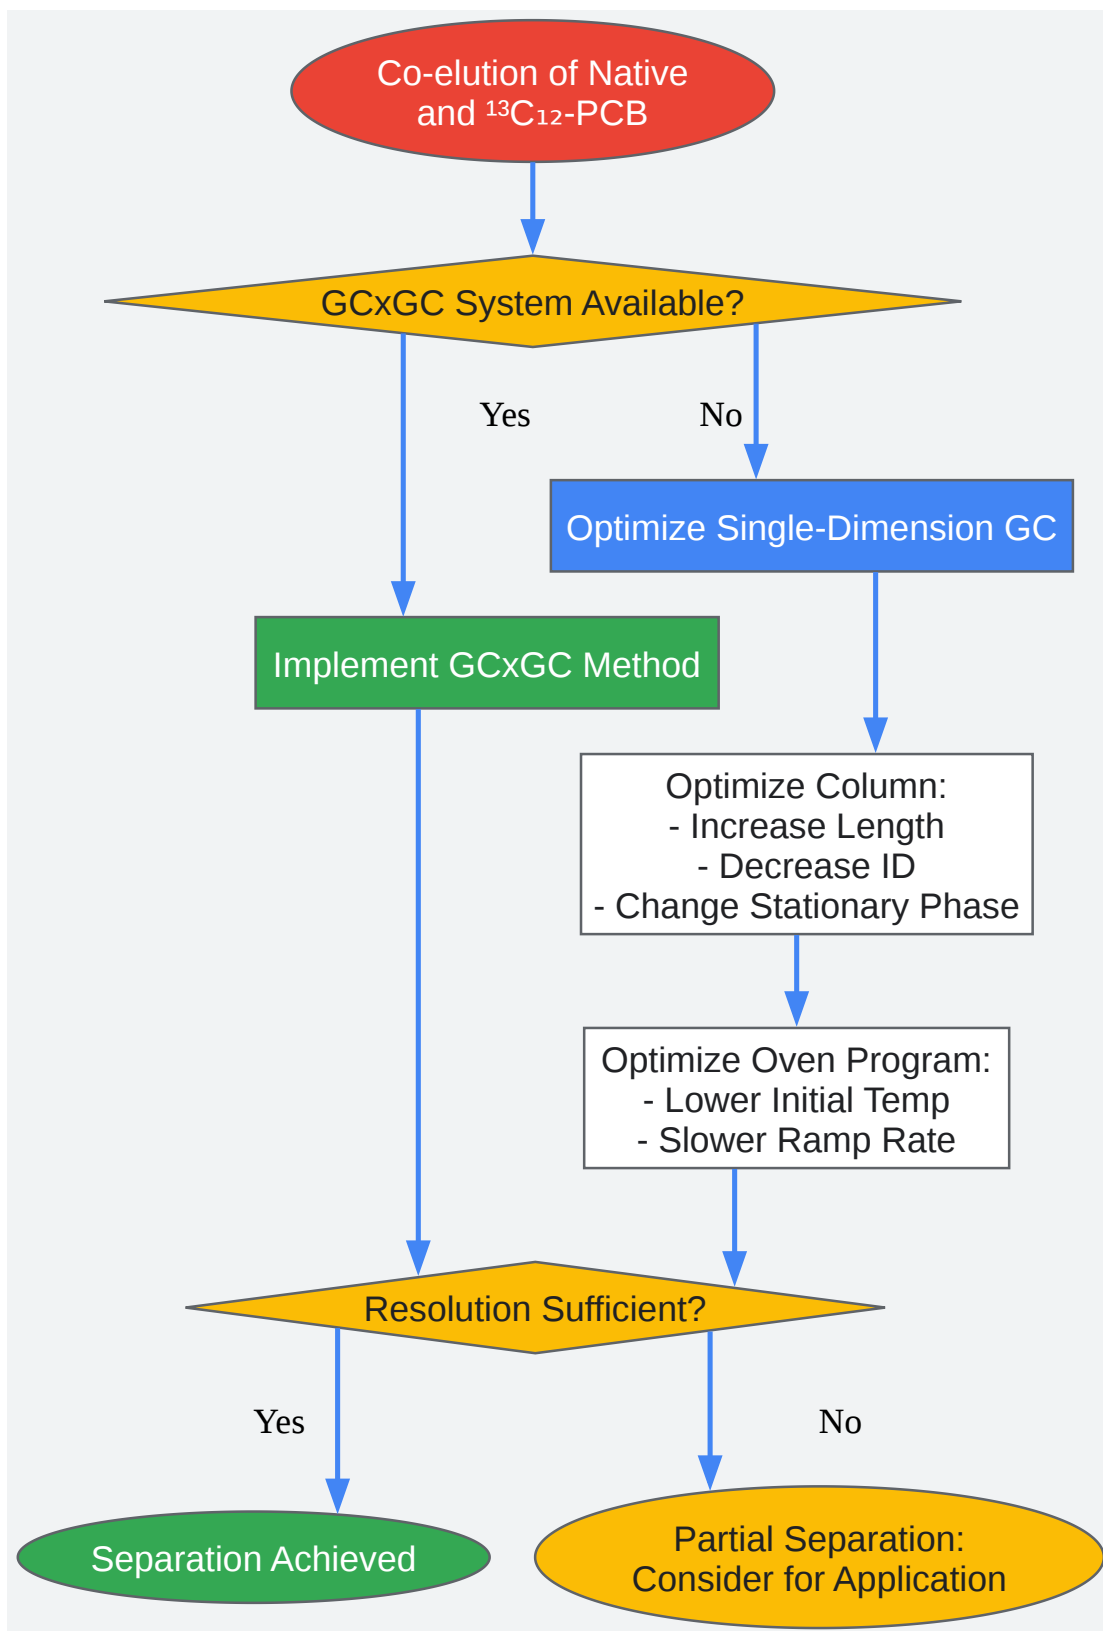 Co-elution of Native
and ¹³C₁₂-PCB
GCxGC System Available?
Yes
No
Optimize Single-Dimension GC
Implement GCxGC Method
Optimize Column:
- Increase Length
- Decrease ID
- Change Stationary Phase
Optimize Oven Program:
- Lower Initial Temp
- Slower Ramp Rate
Resolution Sufficient?
Yes
No
Separation Achieved
Partial Separation:
Consider for Application